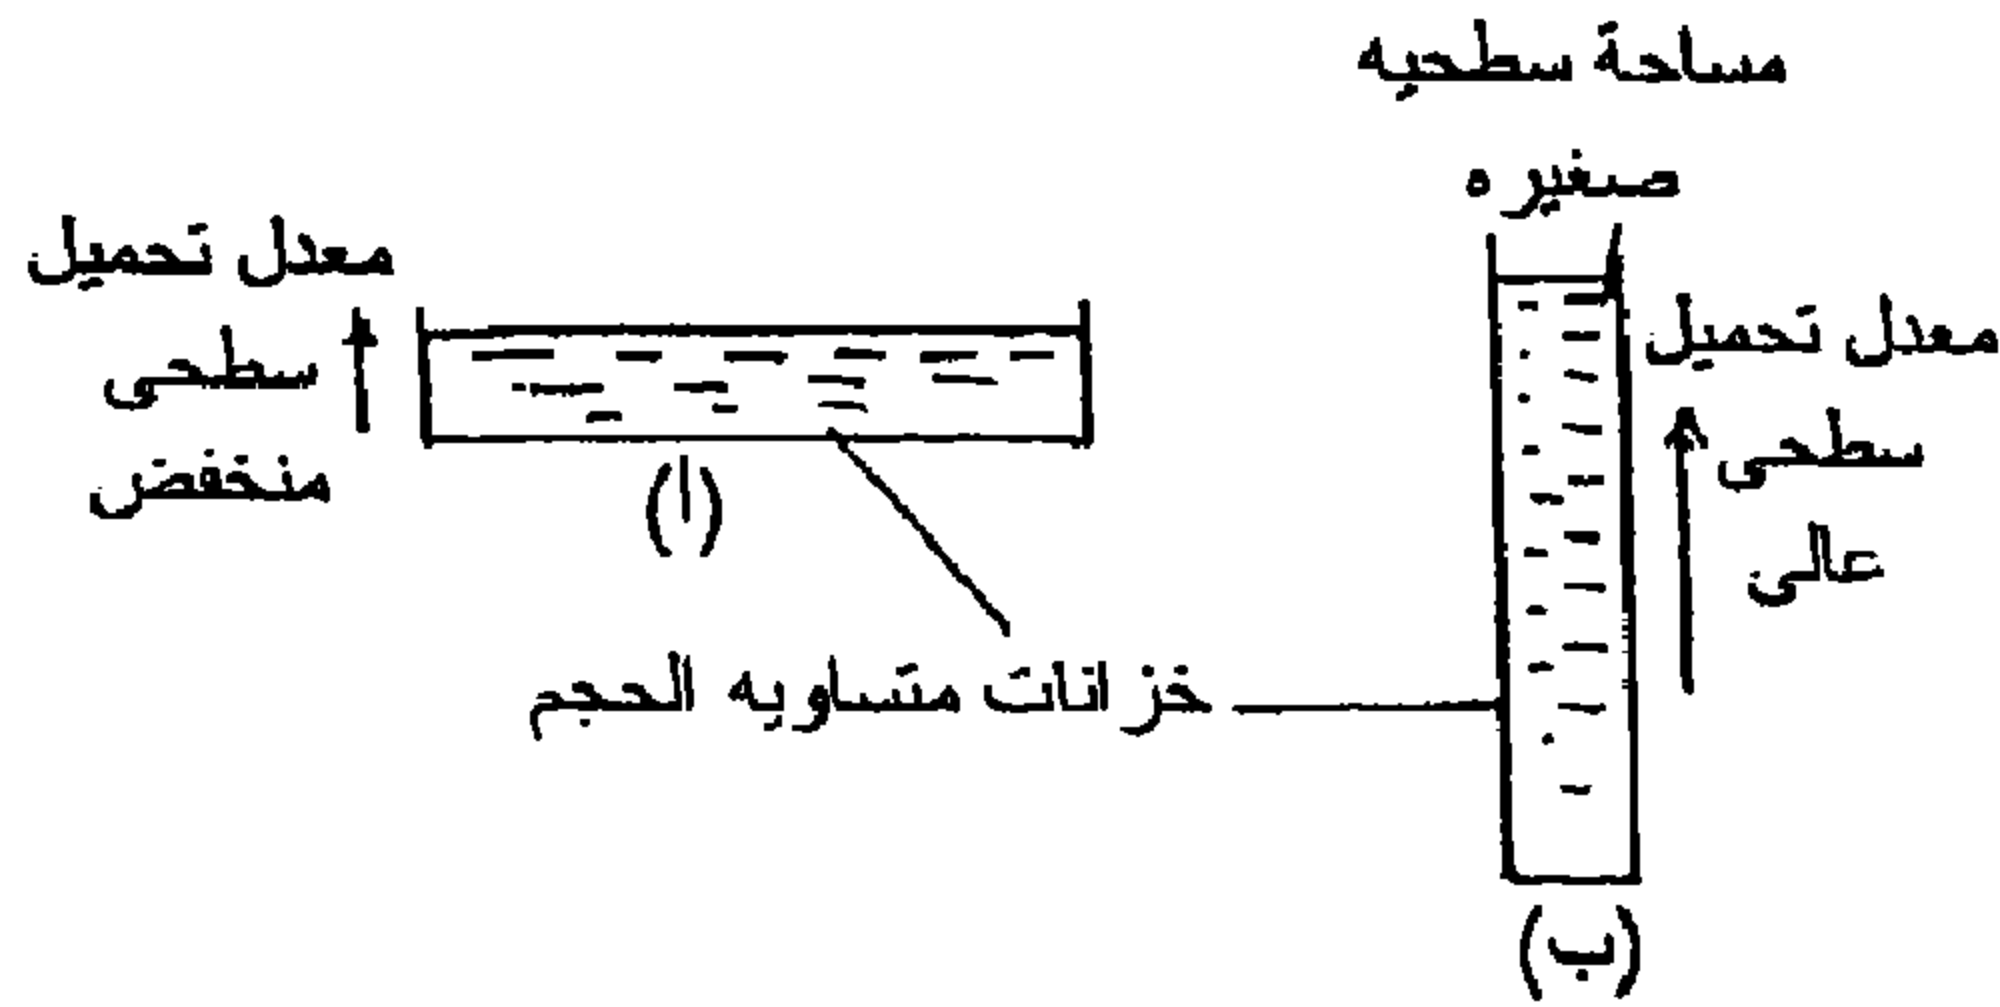 مساحة سطحيه
صغيره
معدل تحميل
سطحى
عالى
(ب)
معدل تحميل
سطحى
منخفض
(ا)
خزانات متساويه الحجم